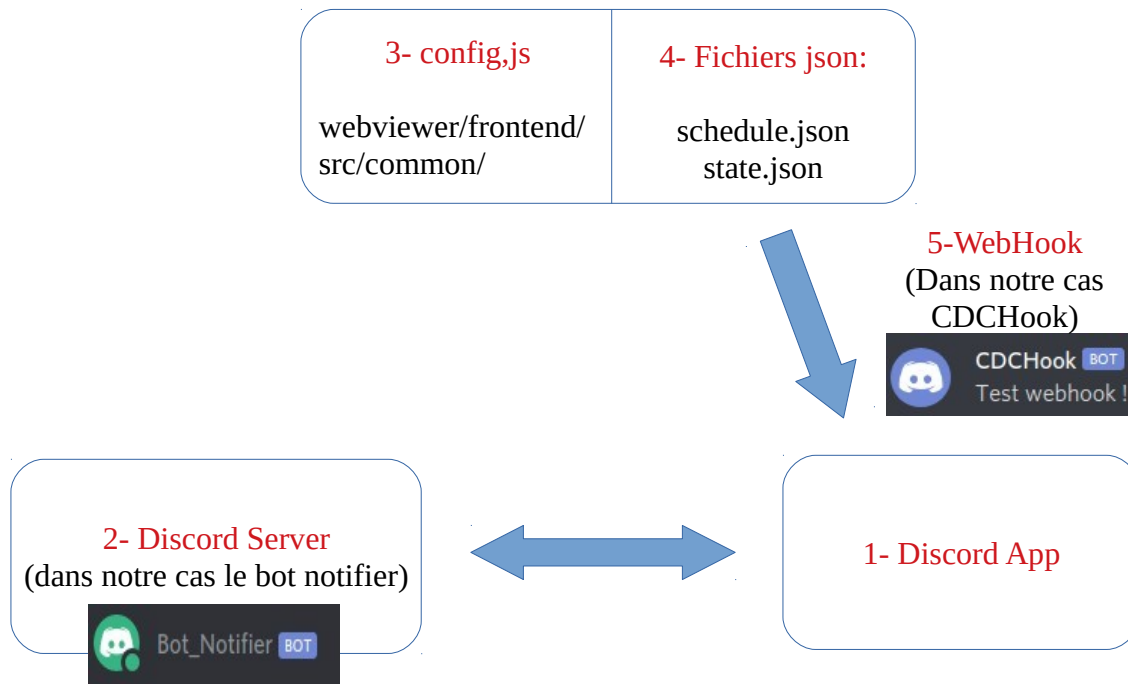 3- config,js
webviewer/frontend/
src/common/
4- Fichiers json:
schedule.json
state.json
5-WebHook
(Dans notre cas
CDCHook)
CDCHook BOT
Test webhook !
2- Discord Server
(dans notre cas le bot notifier)
Bot_Notifier BOT
1- Discord App